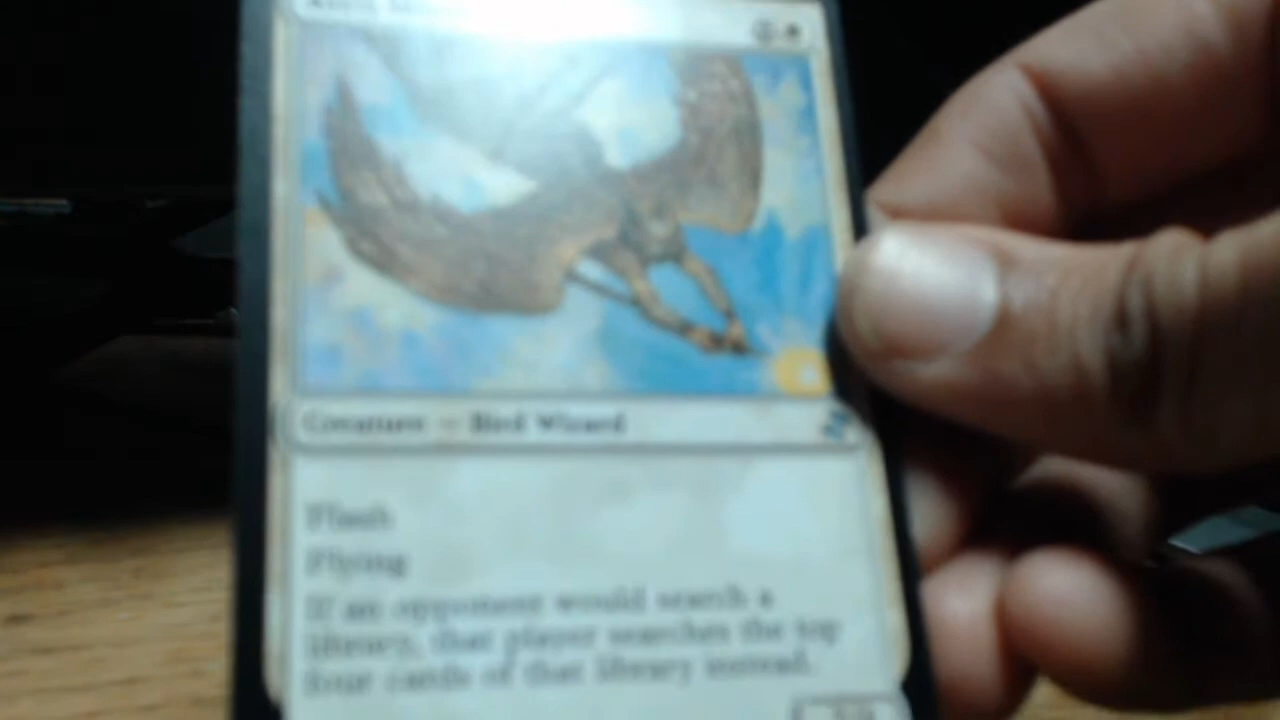 Creature — Bird Wizard
Flash
Flying
If an opponent would search a
library, that player searches the top
four cards of that library instead.